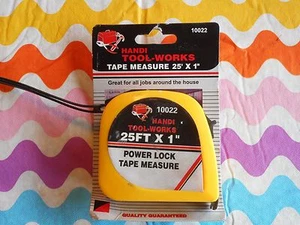 10022
HANDI
TOOL-WORKS
TAPE MEASURE 25' X 1"
Great for all jobs around the house
10022
HANDI
TOOL-WORKS
25FT X 1"
POWER LOCK
TAPE MEASURE
QUALITY GUARANTEED